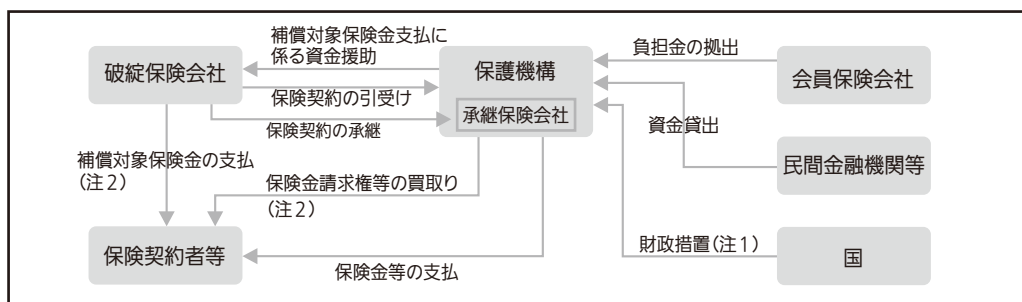 補償対象保険金支払に
係る資金援助
負担金の拠出
破綻保険会社
保護機構
会員保険会社
保険契約の引受け
承継保険会社
保険契約の承継
資金貸出
補償対象保険金の支払
(注2)
民間金融機関等
保険金請求権等の買取り
(注2)
財政措置(注1)
保険契約者等
国
保険金等の支払